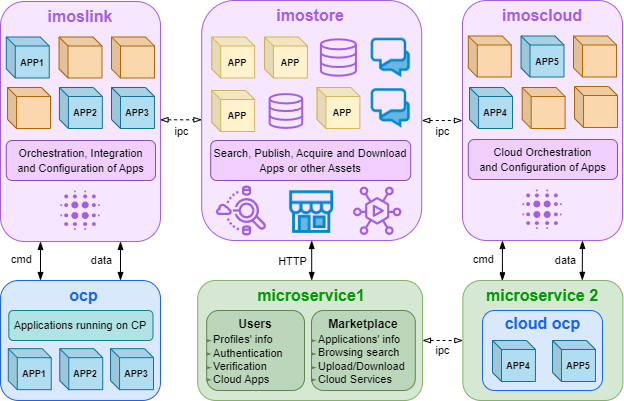 imoslink
APP1
APP2
APP3
Orchestration, Integration
and Configuration of Apps
ipc
imostore
APP
APP
APP
APP
Search, Publish, Acquire and Download
Apps or other Assets
ipc
imoscloud
APP5
APP4
Cloud Orchestration
and Configuration of Apps
cmd
data
HTTP
cmd
data
ocp
Applications running on CP
APP1
APP2
APP3
microservice1
Users
Profiles' info
Authentication
Verification
Cloud Apps
Marketplace
Applications' info
Browsing search
Upload/Download
Cloud Services
ipc
microservice 2
cloud ocp
APP4
APP5